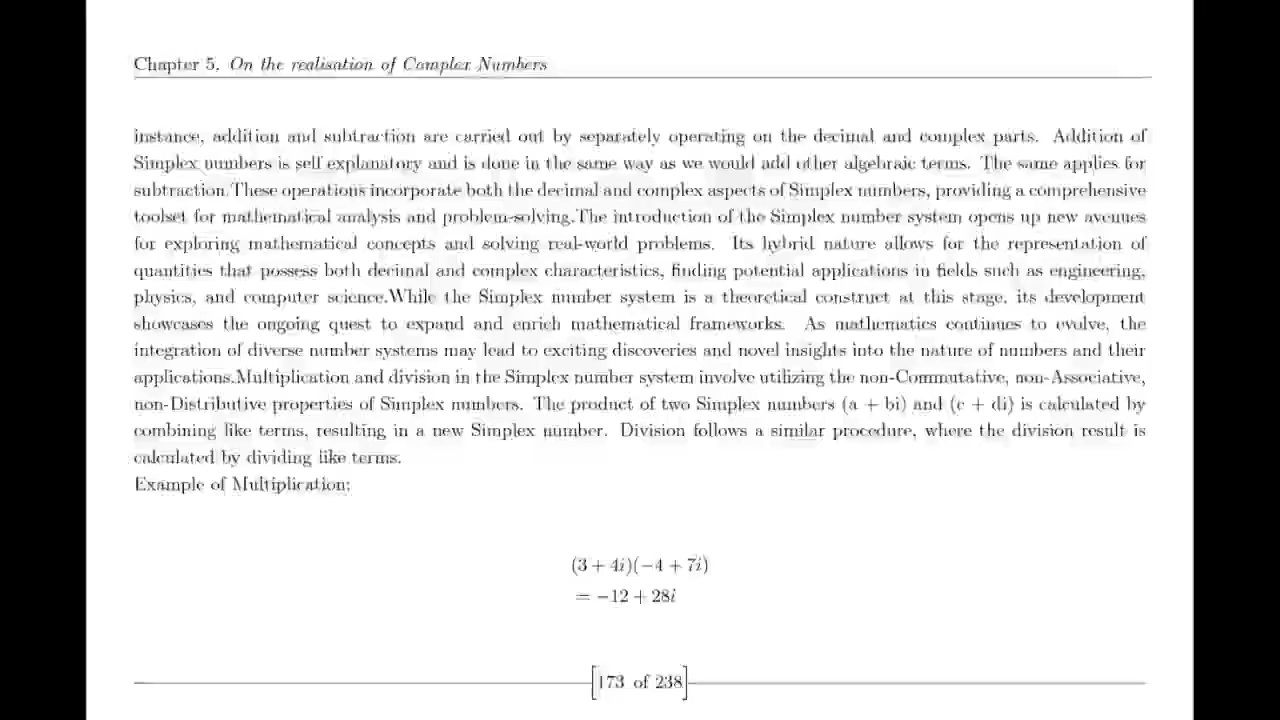 Chapter 5. On the realisation of Complex Numbers
instance, addition and subtraction are carried out by separately operating on the decimal and complex parts. Addition of
Simplex numbers is self explanatory and is done in the same way as we would add other algebraic terms. The same applies for
subtraction.These operations incorporate both the decimal and complex aspects of Simplex numbers, providing a comprehensive
toolset for mathematical analysis and problem-solving.The introduction of the Simplex number system opens up new avenues
for exploring mathematical concepts and solving real-world problems. Its hybrid nature allows for the representation of
quantities that possess both decimal and complex characteristics, finding potential applications in fields such as engineering,
physics, and computer science.While the Simplex number system is a theoretical construct at this stage, its development
showcases the ongoing quest to expand and enrich mathematical frameworks. As mathematics continues to evolve, the
integration of diverse number systems may lead to exciting discoveries and novel insights into the nature of numbers and their
applications.Multiplication and division in the Simplex number system involve utilizing the non-Commutative, non-Associative,
non-Distributive properties of Simplex numbers. The product of two Simplex numbers (a + bi) and (c + di) is calculated by
combining like terms, resulting in a new Simplex number. Division follows a similar procedure, where the division result is
calculated by dividing like terms.
Example of Multiplication:
(3 + 4i)(−4 + 7i)
= −12 + 28i
[173 of 238]